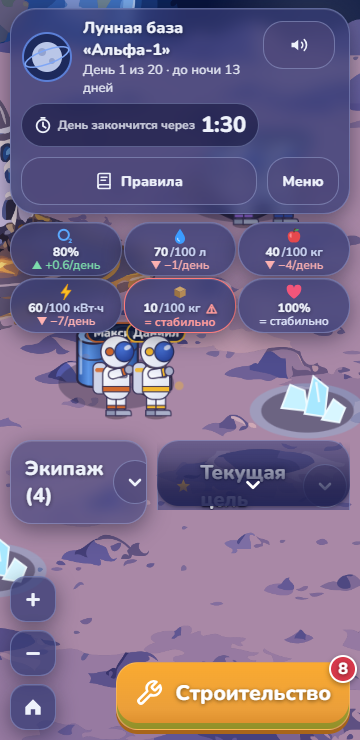 Лунная база
«Альфа-1»
День 1 из 20 · до ночи 13
дней
День закончится через 1:30
Правила
Меню
O₂
80%
▲ +0.6/день
70/100 л
▼ −1/день
40/100 кг
▼ −4/день
60/100 кВт·ч
▼ −7/день
10/100 кг
= стабильно
100%
= стабильно
Экипаж
(4)
Текущая
цель
+
−
Строительство
8